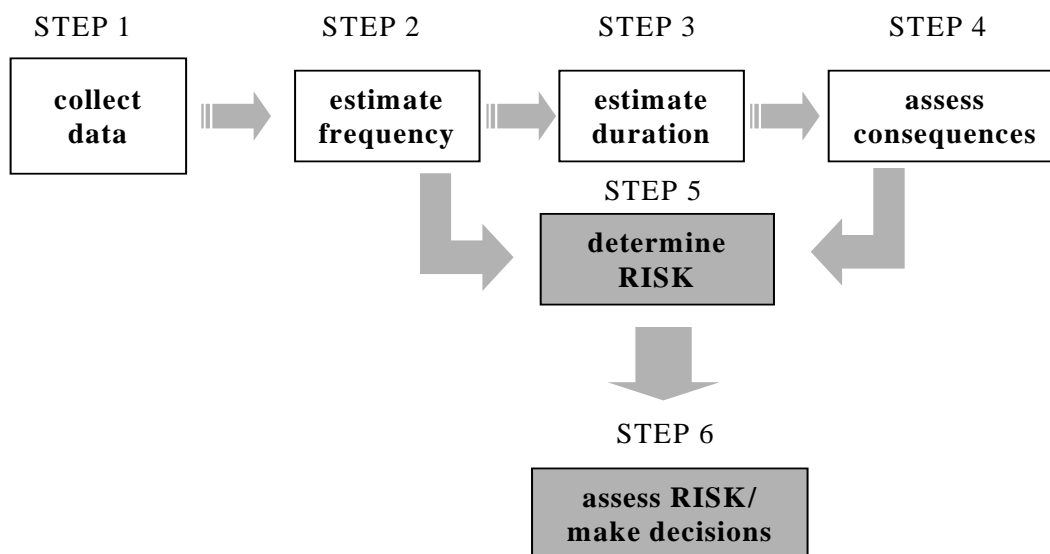 STEP 1
collect
data
STEP 2
estimate
frequency
STEP 3
estimate
duration
STEP 4
assess
consequences
STEP 5
determine
RISK
STEP 6
assess RISK/
make decisions